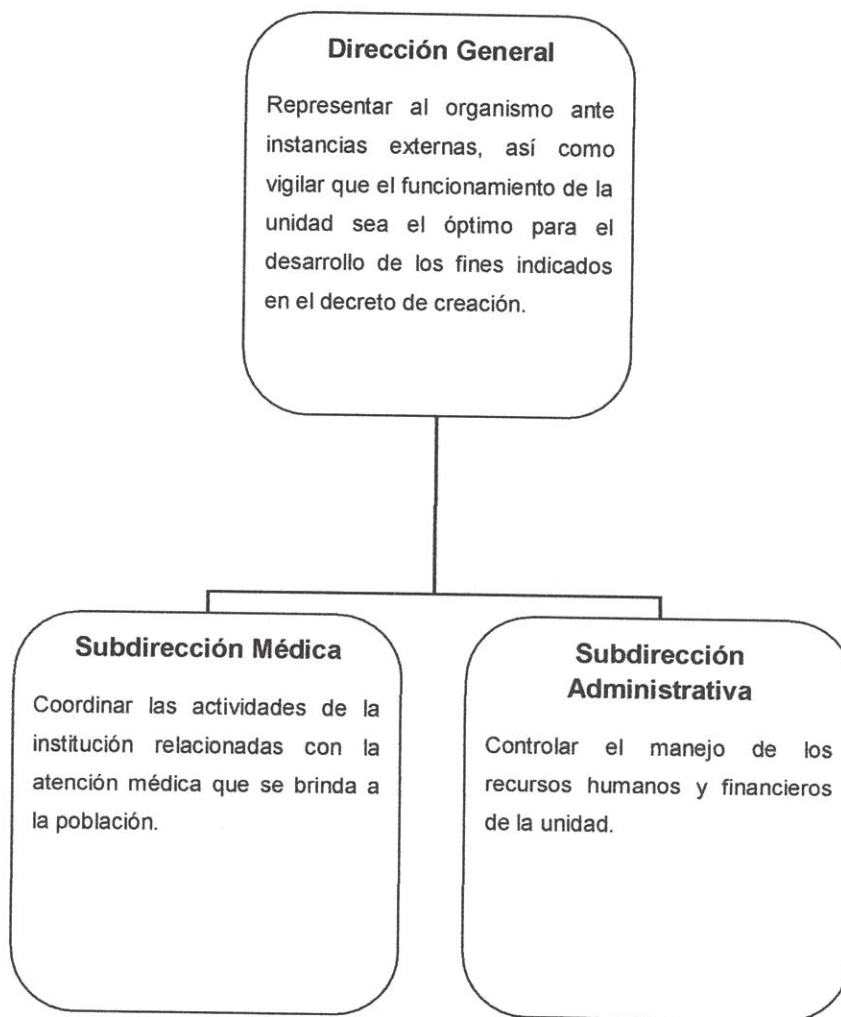 Dirección General
Representar al organismo ante
instancias externas, así como
vigilar que el funcionamiento de la
unidad sea el óptimo para el
desarrollo de los fines indicados
en el decreto de creación.
Subdirección Médica
Coordinar las actividades de la
institución relacionadas con la
atención médica que se brinda a
la población.
Subdirección
Administrativa
Controlar el manejo de los
recursos humanos y financieros
de la unidad.